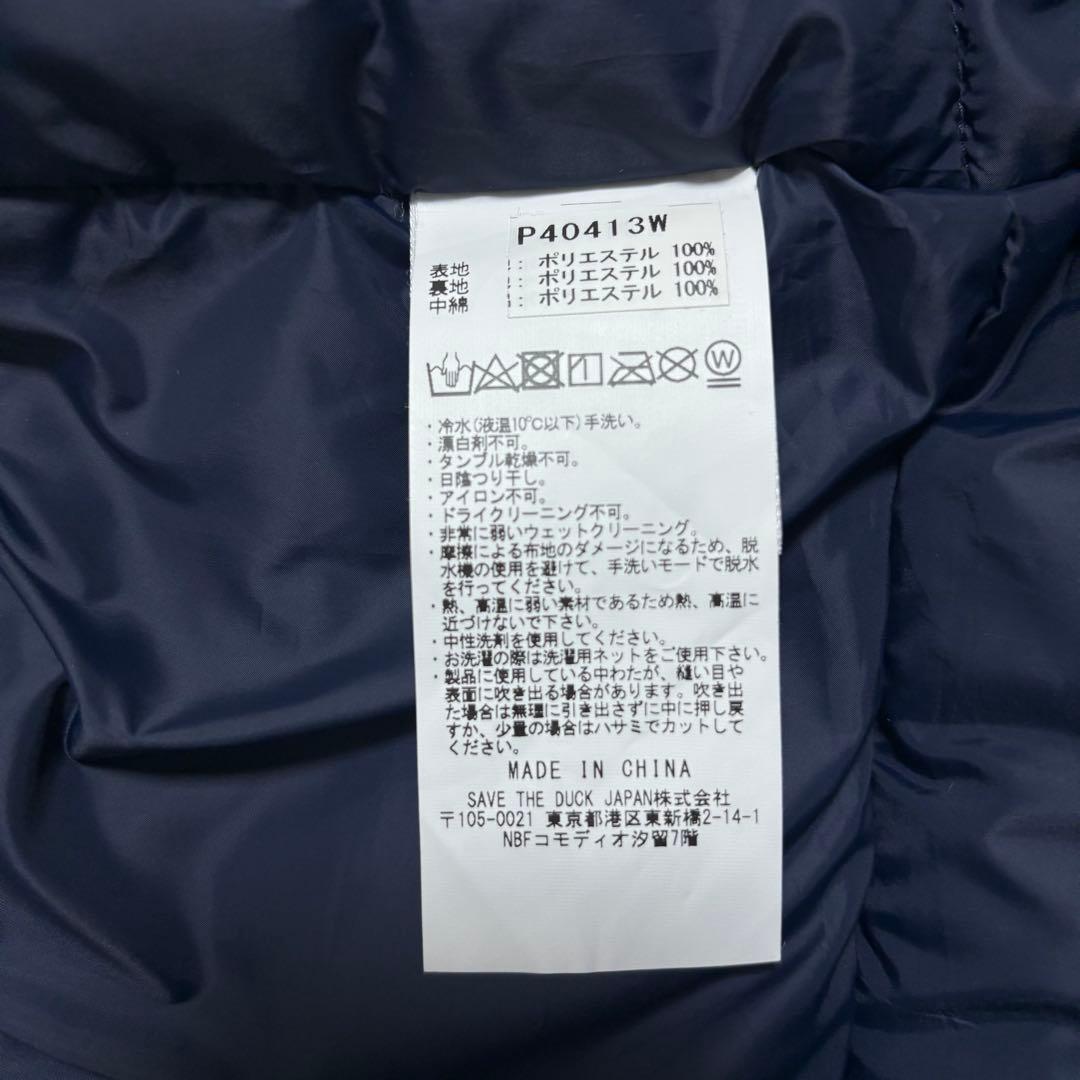 P40413W
表地 : ポリエステル 100%
裏地 : ポリエステル 100%
中綿 : ポリエステル 100%
W
・冷水(液温10℃以下)手洗い。
・漂白剤不可。
・タンブル乾燥不可。
・日陰つり干し。
・アイロン不可。
・ドライクリーニング不可。
・非常に弱いウェットクリーニング。
・摩擦による布地のダメージになるため、脱
水機の使用を避けて、手洗いモードで脱水
を行ってください。
・熱、高温に弱い素材であるため熱、高温に
近づけないで下さい。
・中性洗剤を使用してください。
・お洗濯の際は洗濯用ネットをご使用下さい。
・製品に使用している中わたが、縫い目や
表面に吹き出る場合があります。吹き出
た場合は無理に引き出さずに中に押し戻
すか、少量の場合はハサミでカットして
ください。
MADE IN CHINA
SAVE THE DUCK JAPAN株式会社
〒105-0021 東京都港区東新橋2-14-1
NBFコモディオ汐留7階